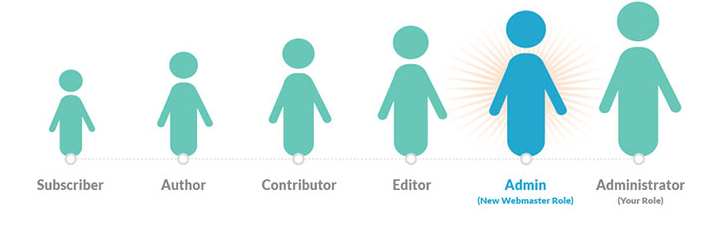 Subscriber
Author
Contributor
Editor
Admin
(New Webmaster Role)
Administrator
(Your Role)